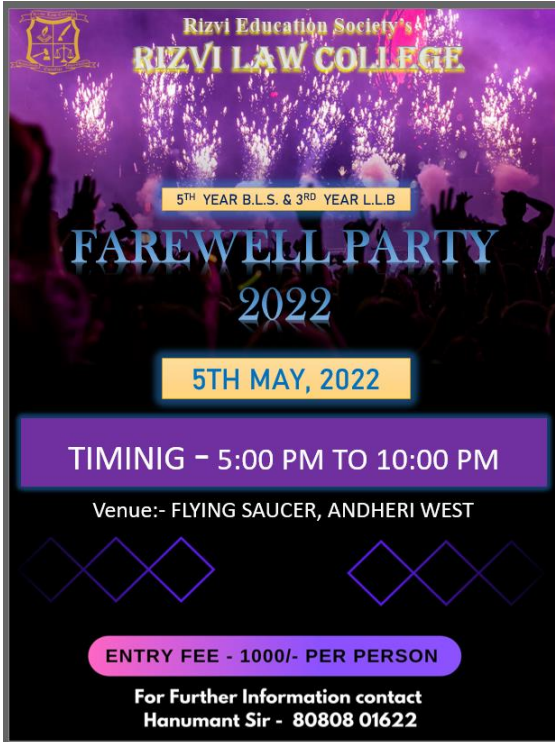 Rizvi Education Society's
RIZVI LAW COLLEGE
5TH YEAR B.L.S. & 3RD YEAR L.L.B
FAREWELL PARTY
2022
5TH MAY, 2022
TIMINIG - 5:00 PM TO 10:00 PM
Venue:- FLYING SAUCER, ANDHERI WEST
ENTRY FEE - 1000/- PER PERSON
For Further Information contact
Hanumant Sir - 80808 01622